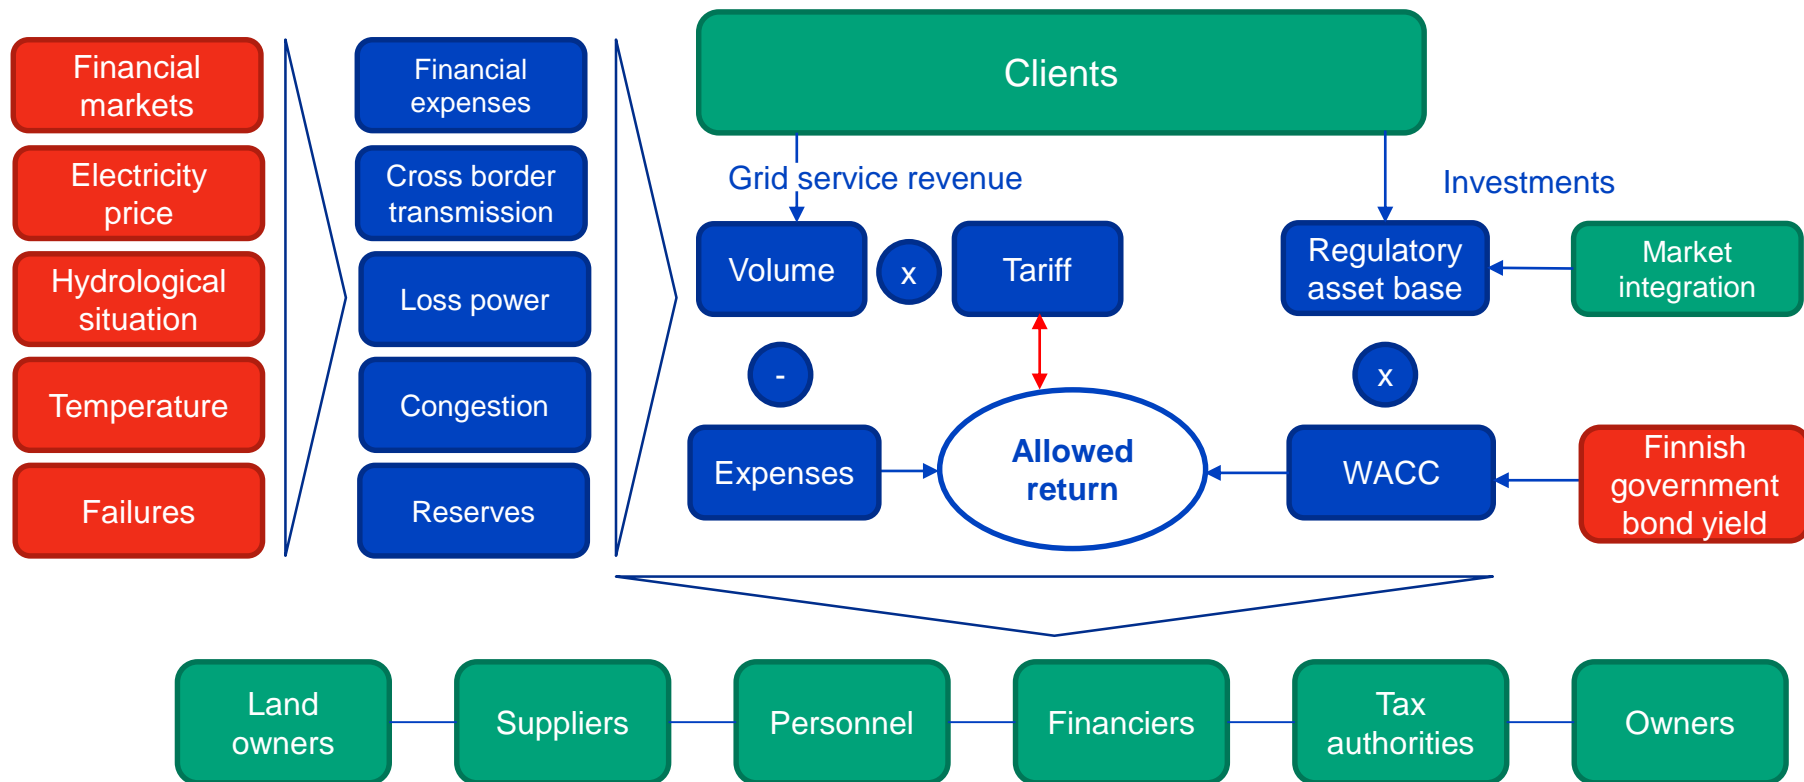 Financial
markets
Electricity
price
Hydrological
situation
Temperature
Failures
Financial
expenses
Cross border
transmission
Loss power
Congestion
Reserves
Clients
Grid service revenue
Investments
Volume
x
Tariff
Regulatory
asset base
Market
integration
-
x
Expenses
Allowed
return
WACC
Finnish
government
bond yield
Land
owners
Suppliers
Personnel
Financiers
Tax
authorities
Owners